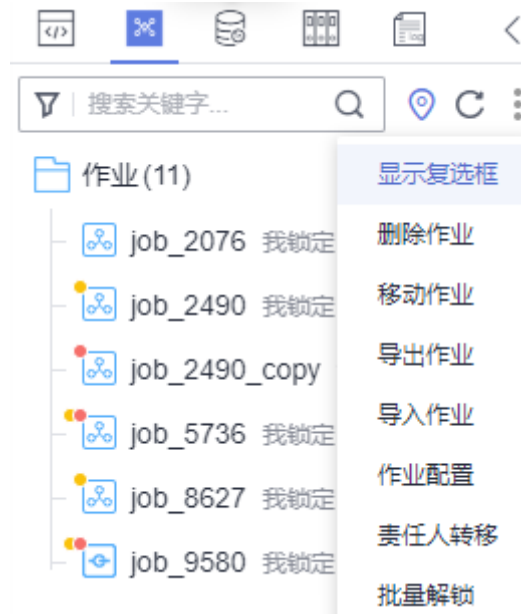 搜索关键字...
作业 (11)
显示复选框
job_2076 我锁定
删除作业
job_2490 我锁定
移动作业
job_2490_copy
导出作业
job_5736 我锁定
导入作业
job_8627 我锁定
作业配置
job_9580 我锁定
责任人转移
批量解锁